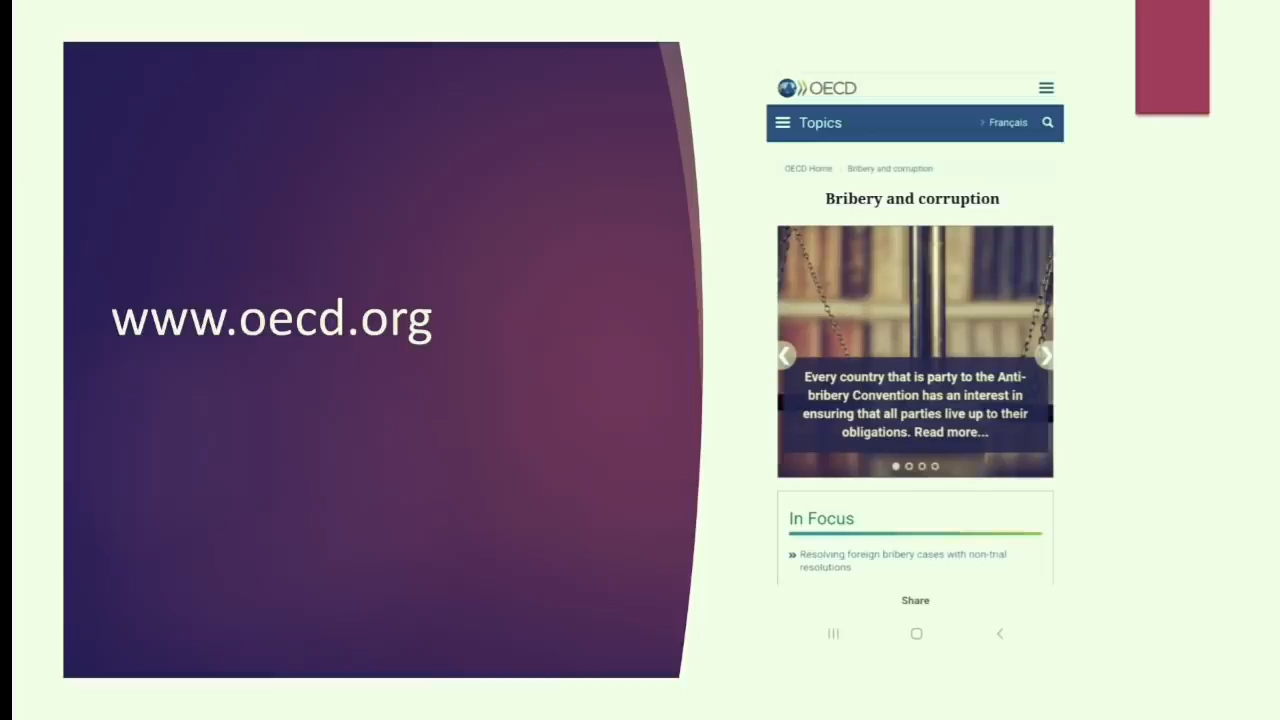 www.oecd.org
OECD
Topics
Français
OECD Home
Bribery and corruption
Bribery and corruption
Every country that is party to the Anti-
bribery Convention has an interest in
ensuring that all parties live up to their
obligations. Read more...
In Focus
Resolving foreign bribery cases with non-trial
resolutions
Share